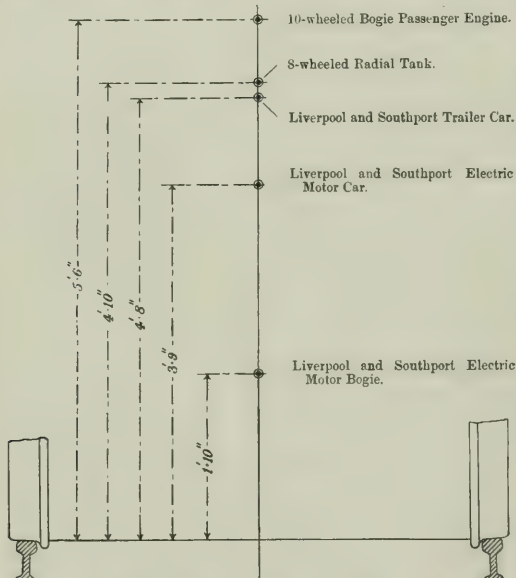 10-wheeled Bogie Passenger Engine.
8-wheeled Radial Tank.
Liverpool and Southport Trailer Car.
Liverpool and Southport Electric
Motor Car.
Liverpool and Southport Electric
Motor Bogie.
5'6"
4'10"
4'8"
3'9"
1'10"